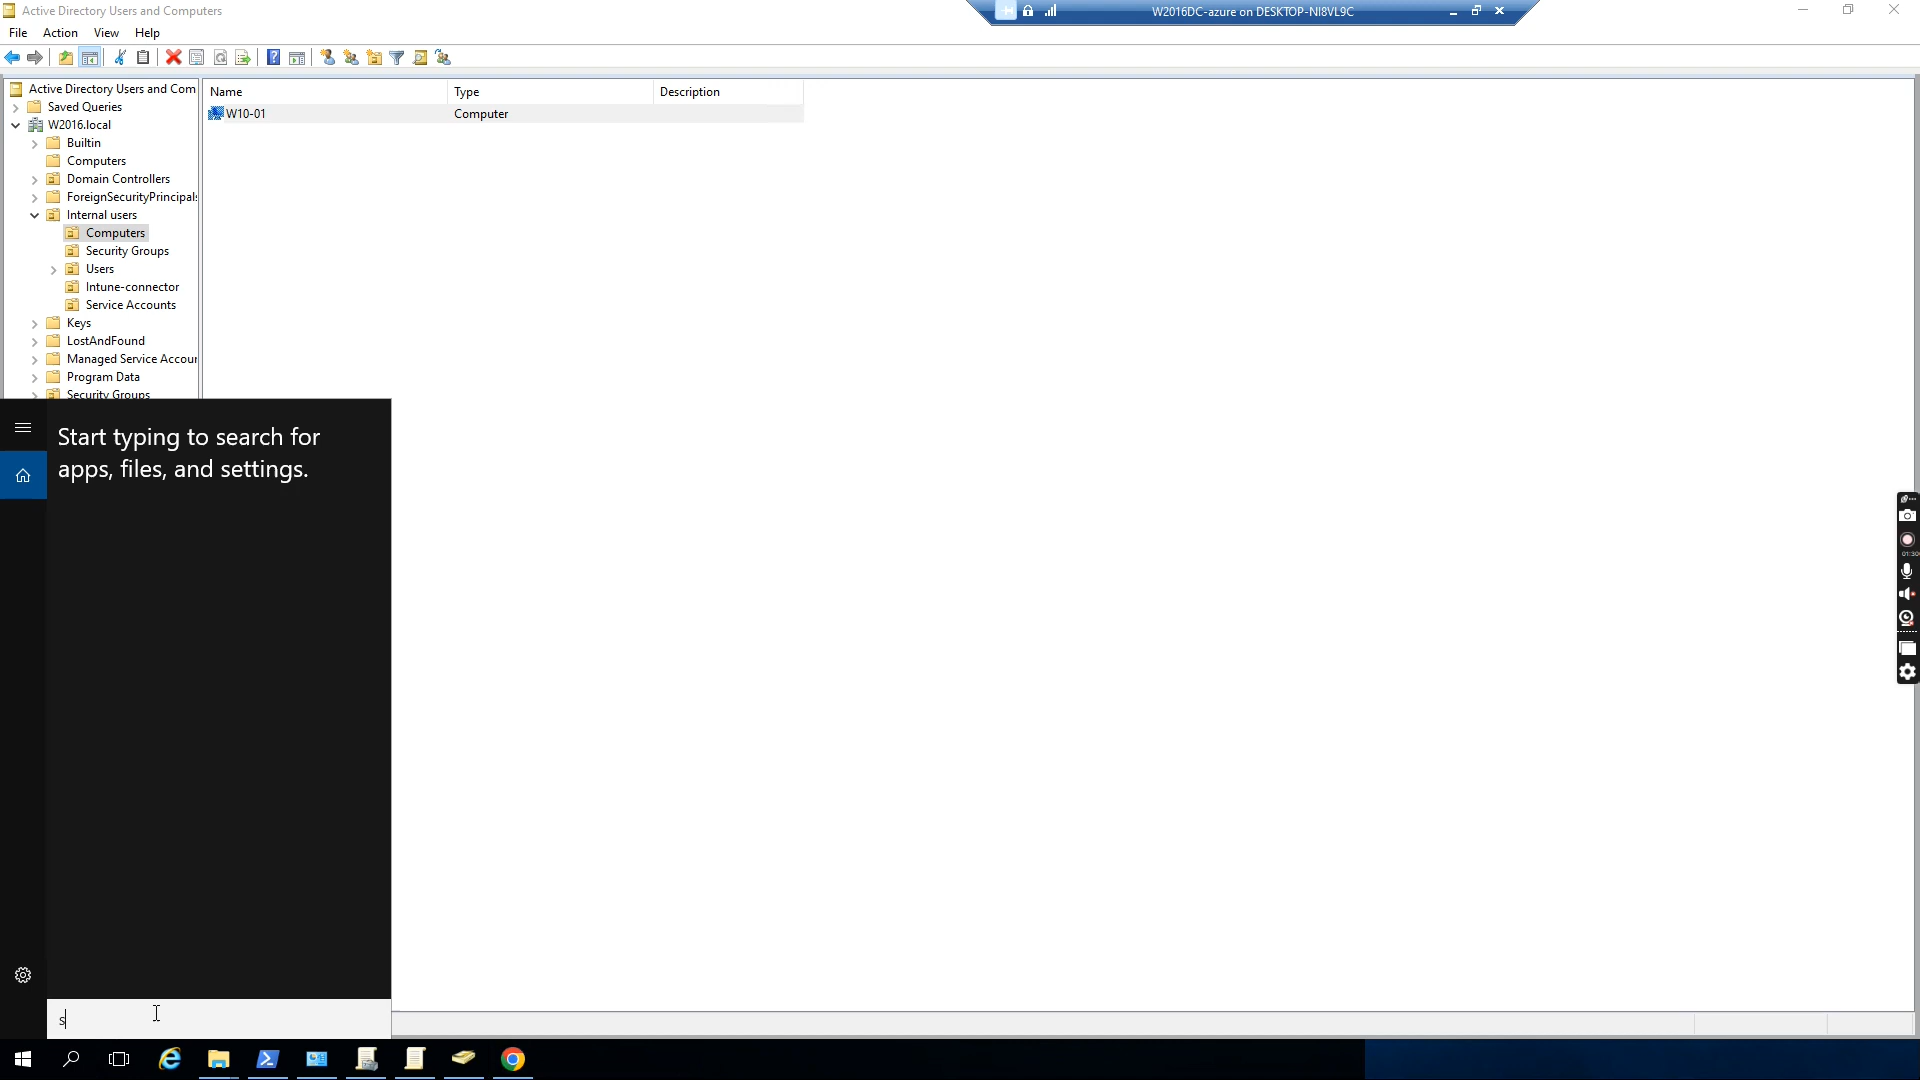 Active Directory Users and Computers
W2016DC-azure on DESKTOP-NI8VL9C
File Action View Help
Active Directory Users and Com
Name Type Description
Saved Queries
W10-01 Computer
W2016.local
Builtin
Computers
Domain Controllers
ForeignSecurityPrincipals
Internal users
Computers
Security Groups
Users
Intune-connector
Service Accounts
Keys
LostAndFound
Managed Service Accour
Program Data
Security Groups
Start typing to search for
apps, files, and settings.
01:30
s